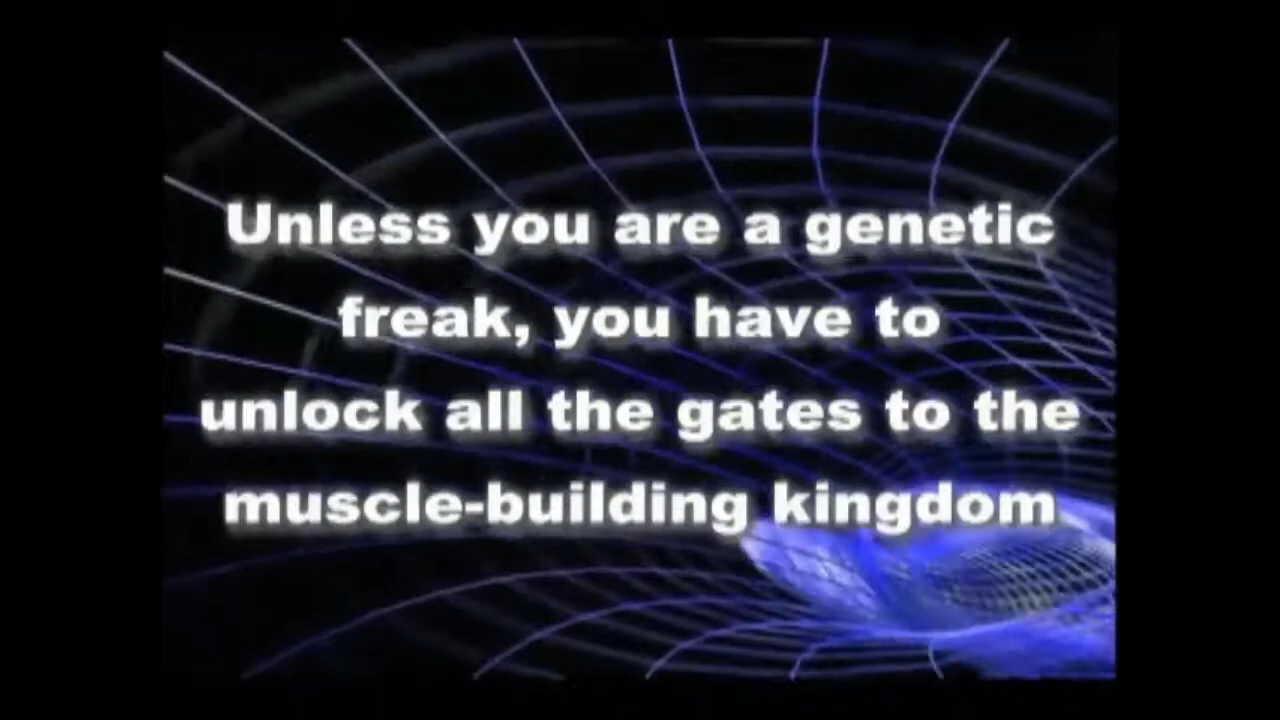 Unless you are a genetic
freak, you have to
unlock all the gates to the
muscle-building kingdom